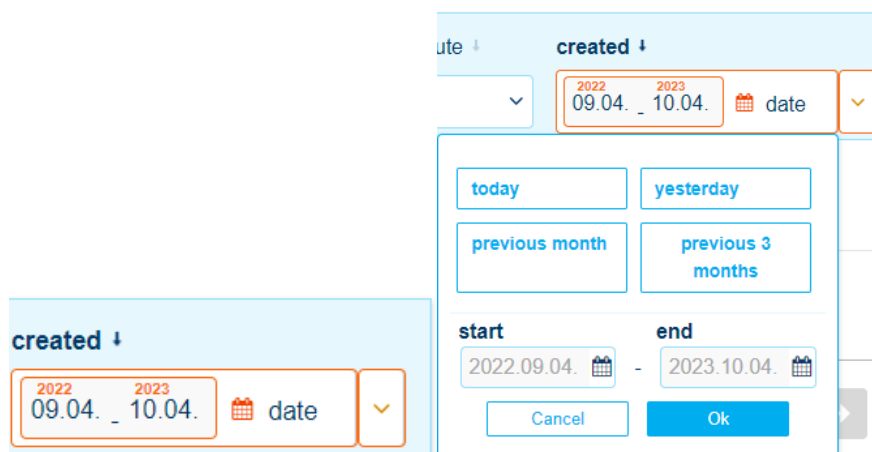 ute created
2022 2023
09.04. - 10.04. date
today yesterday
previous month previous 3
months
start end
2022.09.04. - 2023.10.04.
Cancel Ok
created
2022 2023
09.04. - 10.04. date